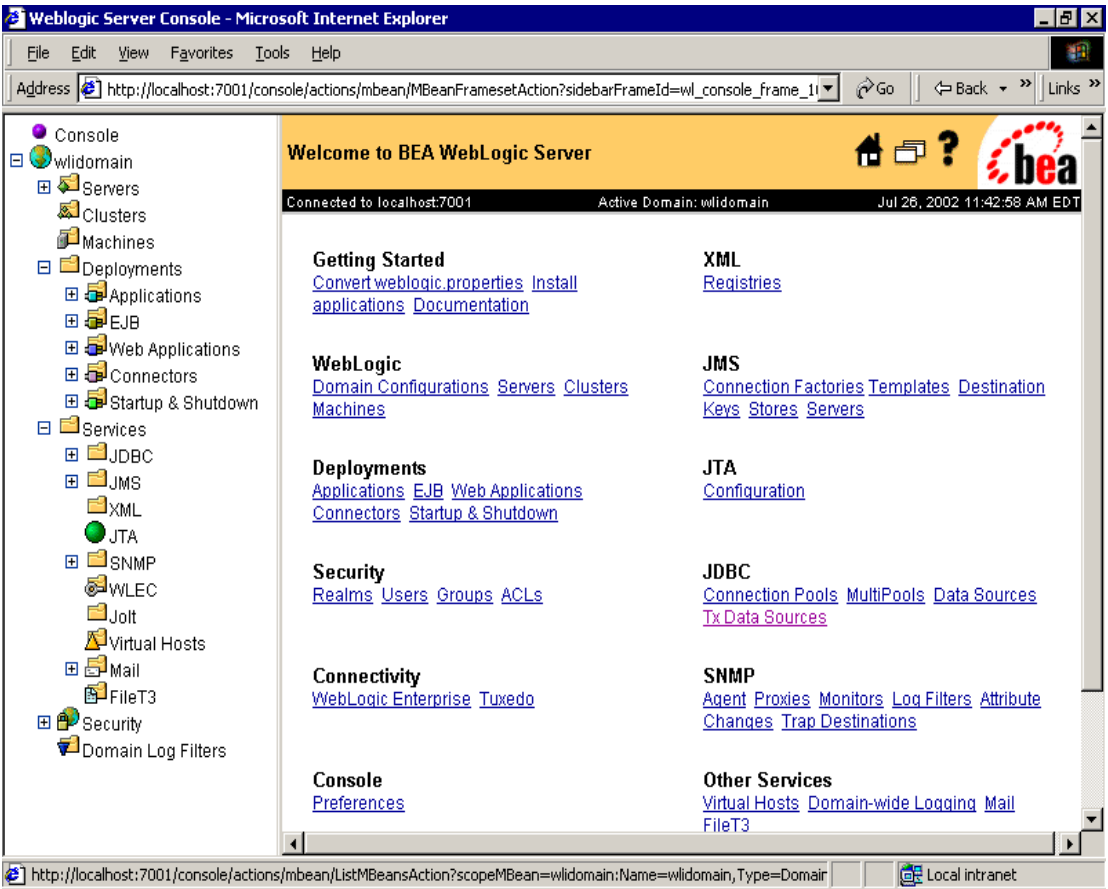 Weblogic Server Console - Microsoft Internet Explorer
File Edit View Favorites Tools Help
Address http://localhost:7001/console/actions/mbean/MBeanFramesetAction?sidebarFrameId=wl_console_frame_1 Go Back » Links »
Console
wlidomain
Servers
Clusters
Machines
Deployments
Applications
EJB
Web Applications
Connectors
Startup & Shutdown
Services
JDBC
JMS
XML
JTA
SNMP
WLEC
Jolt
Virtual Hosts
Mail
FileT3
Security
Domain Log Filters
Welcome to BEA WebLogic Server
? bea
Connected to localhost:7001 Active Domain: wlidomain Jul 26, 2002 11:42:58 AM EDT
Getting Started
Convert weblogic.properties Install
applications Documentation
XML
Registries
WebLogic
Domain Configurations Servers Clusters
Machines
JMS
Connection Factories Templates Destination
Keys Stores Servers
Deployments
Applications EJB Web Applications
Connectors Startup & Shutdown
JTA
Configuration
Security
Realms Users Groups ACLs
JDBC
Connection Pools MultiPools Data Sources
Tx Data Sources
Connectivity
WebLogic Enterprise Tuxedo
SNMP
Agent Proxies Monitors Log Filters Attribute
Changes Trap Destinations
Console
Preferences
Other Services
Virtual Hosts Domain-wide Logging Mail
FileT3
http://localhost:7001/console/actions/mbean/ListMBeansAction?scopeMBean=wlidomain:Name=wlidomain,Type=Domain Local intranet